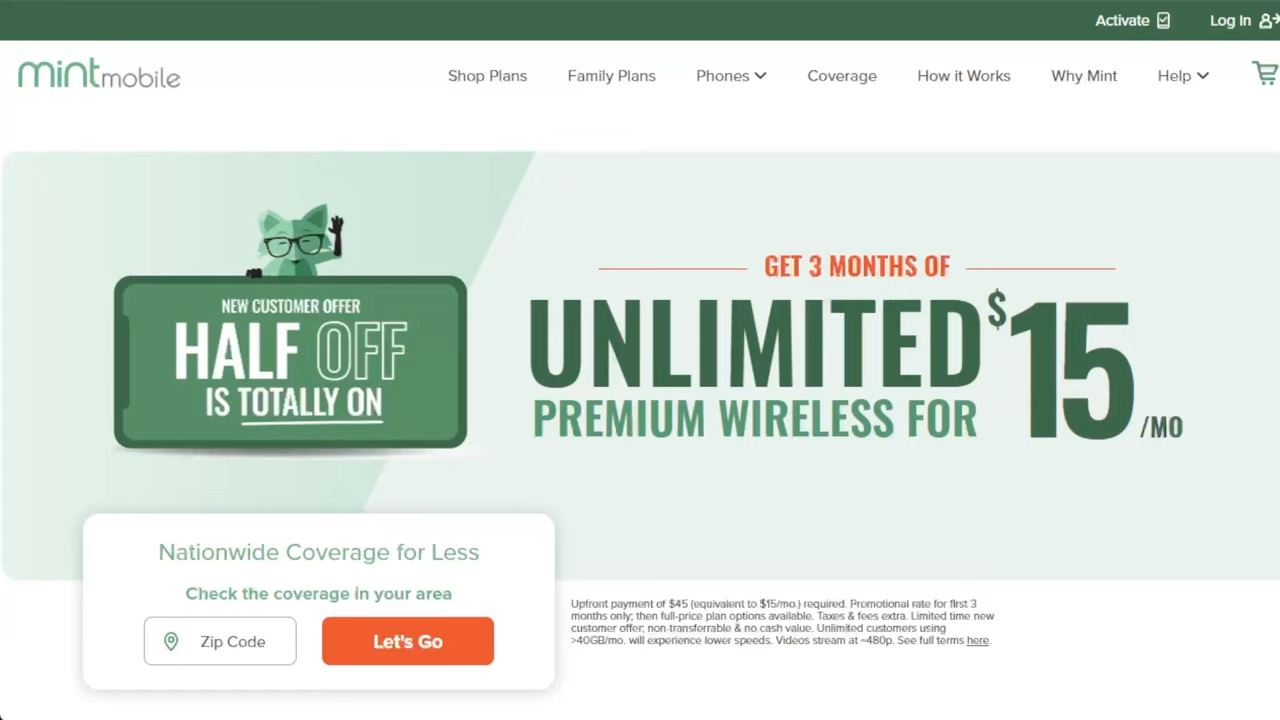 Activate
Log In
mintmobile
Shop Plans
Family Plans
Phones
Coverage
How it Works
Why Mint
Help
NEW CUSTOMER OFFER
HALF OFF
IS TOTALLY ON
GET 3 MONTHS OF
UNLIMITED $15
PREMIUM WIRELESS FOR
/MO
Nationwide Coverage for Less
Check the coverage in your area
Zip Code
Let's Go
Upfront payment of $45 (equivalent to $15/mo.) required. Promotional rate for first 3
months only; then full-price plan options available. Taxes & fees extra. Limited time new
customer offer; non-transferrable & no cash value. Unlimited customers using
>40GB/mo. will experience lower speeds. Videos stream at ~480p. See full terms here.